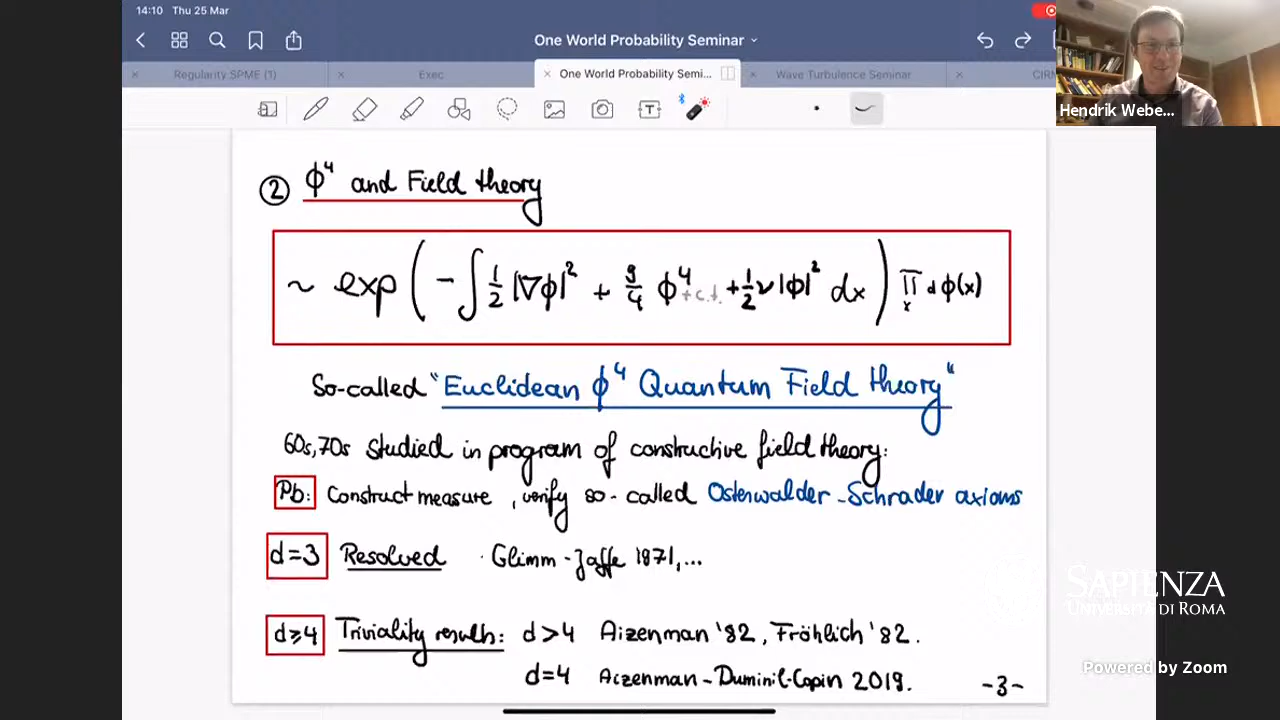 14:10 Thu 25 Mar
One World Probability Seminar
Regularity SPME (1)
Exec
One World Probability Semi...
Wave Turbulence Seminar
CIRM
Hendrik Webe...
② ϕ⁴ and Field theory
~ exp ( - ∫ 1/2 |∇ϕ|² + g/4 ϕ⁴ +c.t. + 1/2 ν|ϕ|² dx ) Π_x dϕ(x)
So-called "Euclidean ϕ⁴ Quantum Field theory"
60s, 70s studied in program of constructive field theory:
Pb: Construct measure, verify so-called Osterwalder-Schrader axioms
d=3 Resolved · Glimm-Jaffe 1971,...
d≥4 Triviality results: d>4 Aizenman '82, Fröhlich '82.
d=4 Aizenman-Duminil-Copin 2019.
-3-
SAPIENZA
UNIVERSITÀ DI ROMA
Powered by Zoom